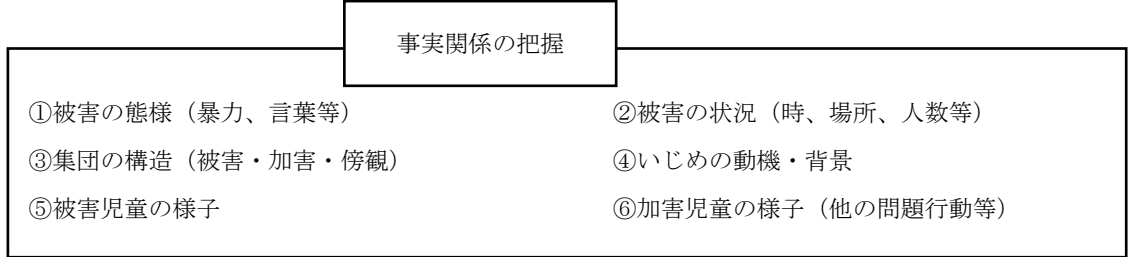 事実関係の把握
①被害の態様（暴力、言葉等） ②被害の状況（時、場所、人数等）
③集団の構造（被害・加害・傍観） ④いじめの動機・背景
⑤被害児童の様子 ⑥加害児童の様子（他の問題行動等）